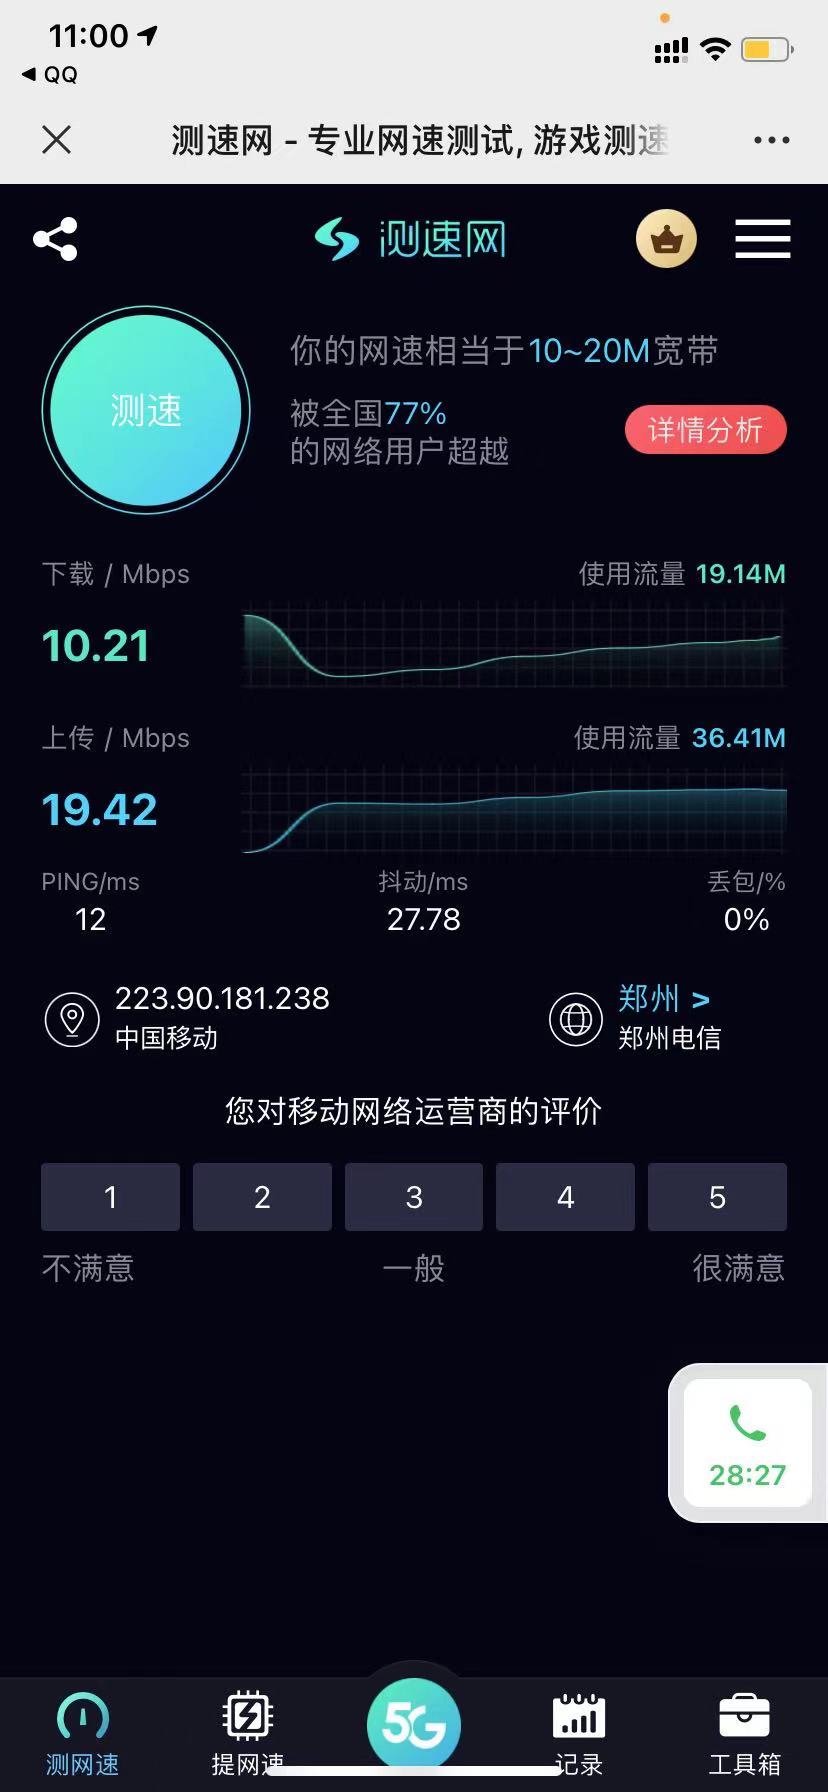 11:00
QQ
测速网 - 专业网速测试, 游戏测速
测速网
测速
你的网速相当于10~20M宽带
被全国77%
的网络用户超越
详情分析
下载 / Mbps
使用流量 19.14M
10.21
上传 / Mbps
使用流量 36.41M
19.42
PING/ms
抖动/ms
丢包/%
12
27.78
0%
223.90.181.238
中国移动
郑州 >
郑州电信
您对移动网络运营商的评价
1
2
3
4
5
不满意
一般
很满意
28:27
5G
测网速
提网速
记录
工具箱